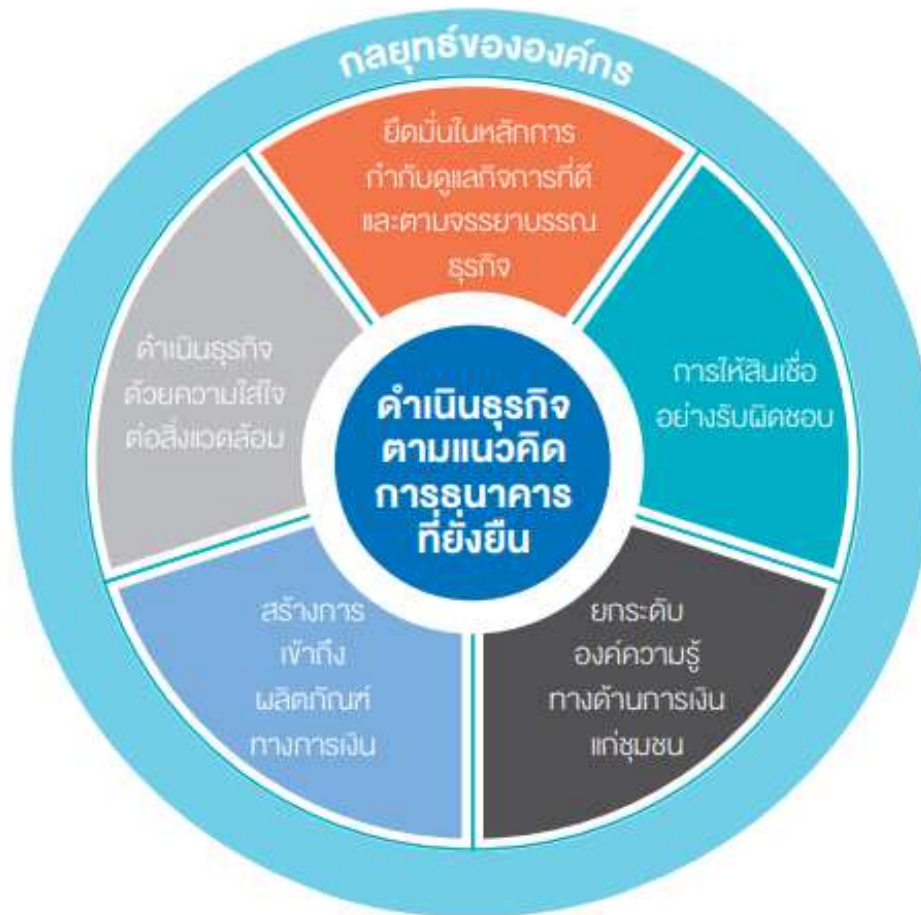 กลยุทธ์ขององค์กร
ยึดมั่นในหลักการ
กำกับดูแลกิจการที่ดี
และตามจรรยาบรรณ
ธุรกิจ
การให้สินเชื่อ
อย่างรับผิดชอบ
ยกระดับ
องค์ความรู้
ทางด้านการเงิน
แก่ชุมชน
สร้างการ
เข้าถึง
ผลิตภัณฑ์
ทางการเงิน
ดำเนินธุรกิจ
ด้วยความใส่ใจ
ต่อสิ่งแวดล้อม
ดำเนินธุรกิจ
ตามแนวคิด
การธนาคาร
ที่ยั่งยืน